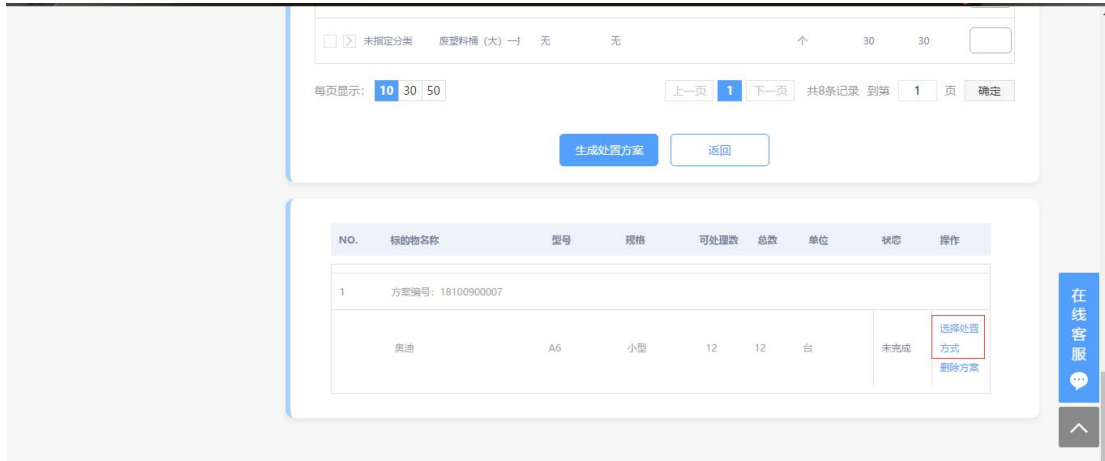 未指定分类 废塑料桶（大）一扌 无 无 个 30 30
每页显示： 10 30 50 上一页 1 下一页 共8条记录 到第 1 页 确定
生成处置方案 返回
NO. 标的物名称 型号 规格 可处理数 总数 单位 状态 操作
1 方案编号：18100900007
奥迪 A6 小型 12 12 台 未完成 选择处置
方式
删除方案
在线客服